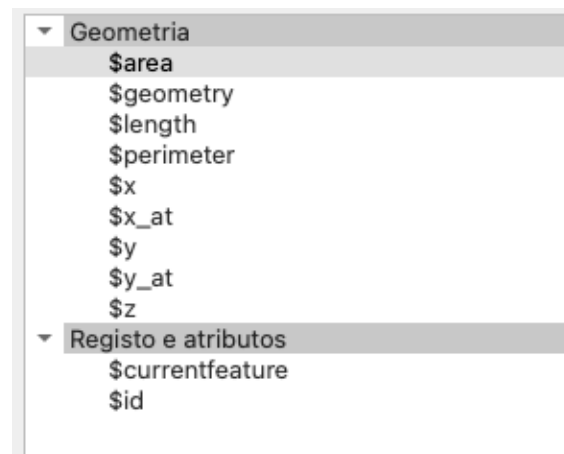 Geometria
$area
$geometry
$length
$perimeter
$x
$x_at
$y
$y_at
$z
Registo e atributos
$currentfeature
$id